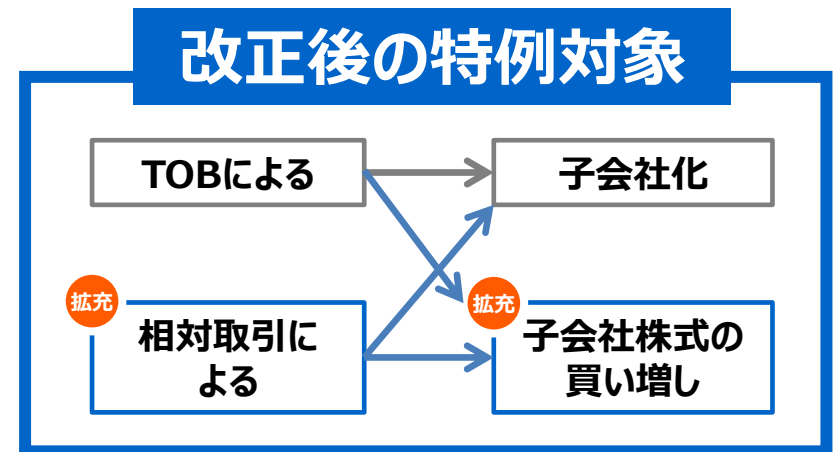 改正後の特例対象
TOBによる
子会社化
拡充
相対取引に
よる
拡充
子会社株式の
買い増し